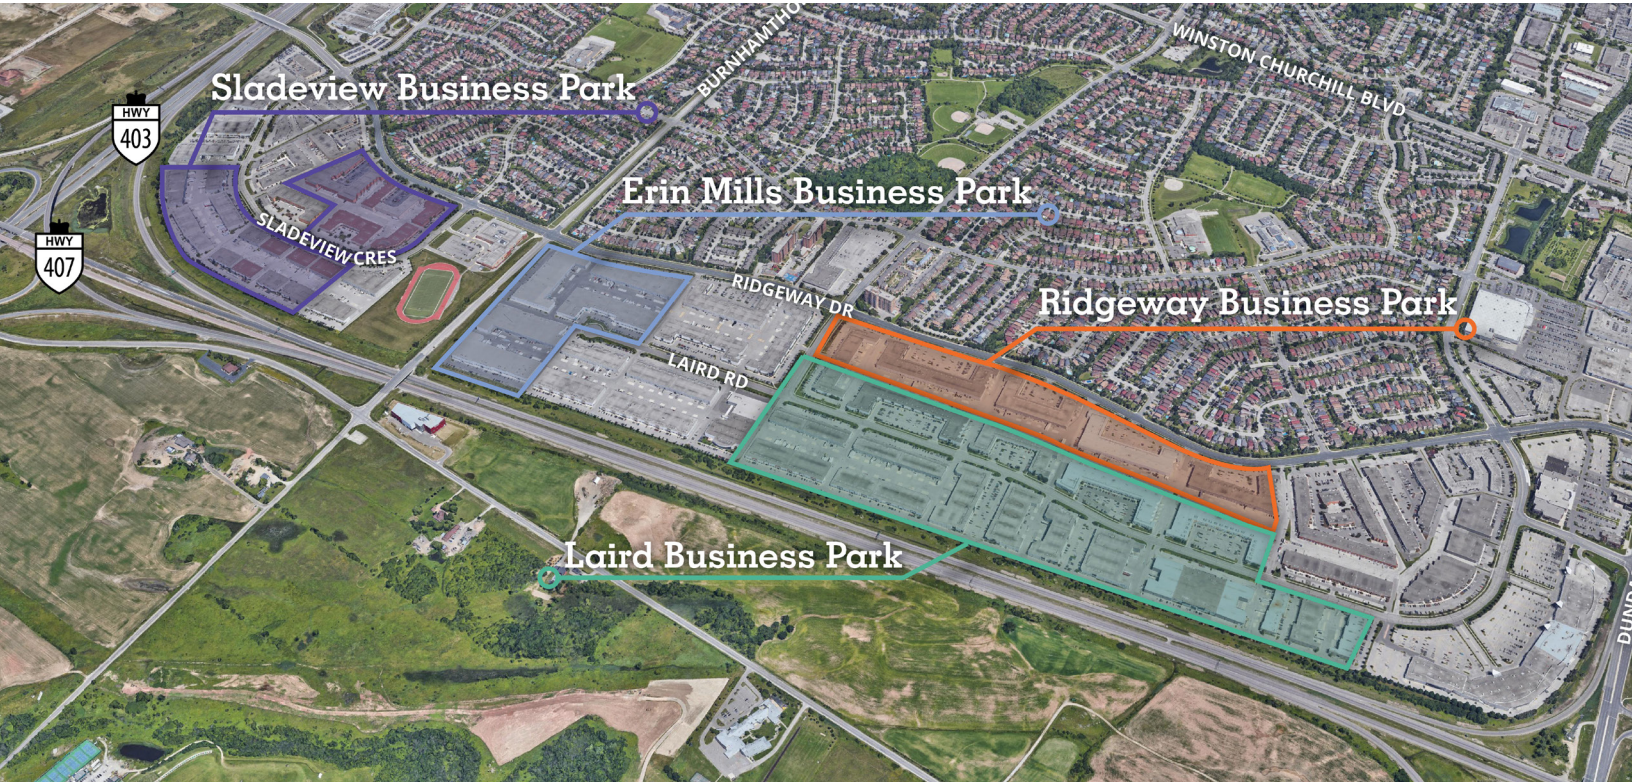 WINSTON CHURCHILL BLVD
Sladeview Business Park
HWY
403
Erin Mills Business Park
SLADEVIEW CRES
HWY
407
RIDGEWAY DR
Ridgeway Business Park
LAIRD RD
Laird Business Park